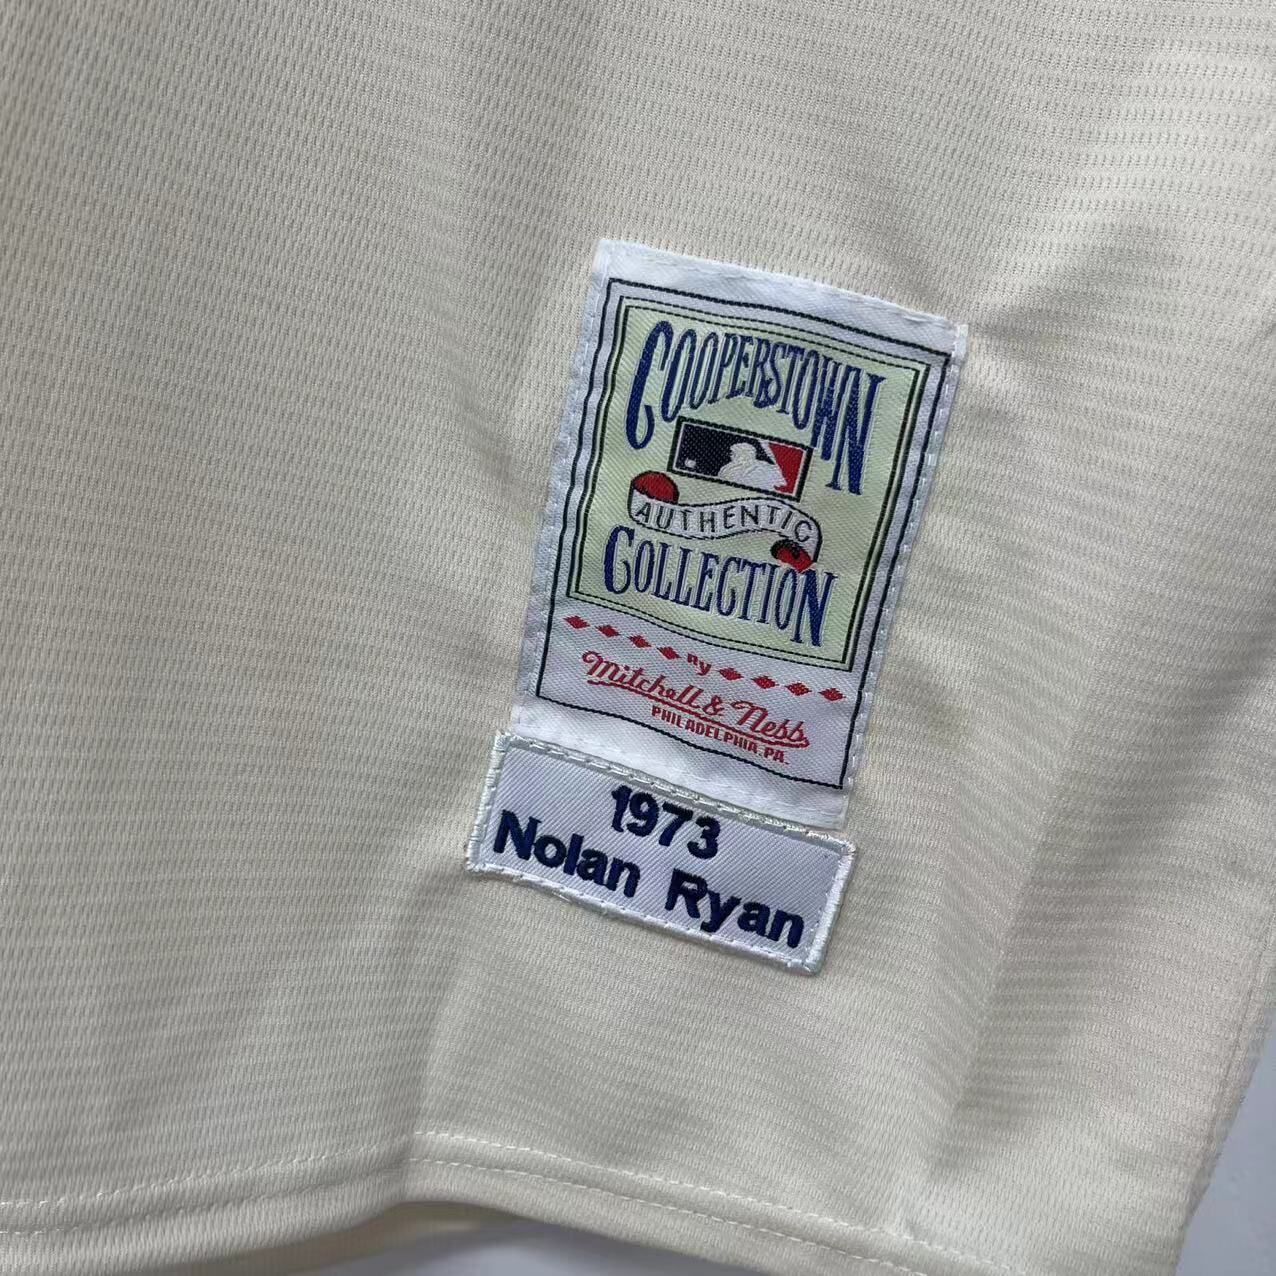 COOPERSTOWN
AUTHENTIC
COLLECTION
By
Mitchell & Ness
PHILADELPHIA, PA.
1973
Nolan Ryan